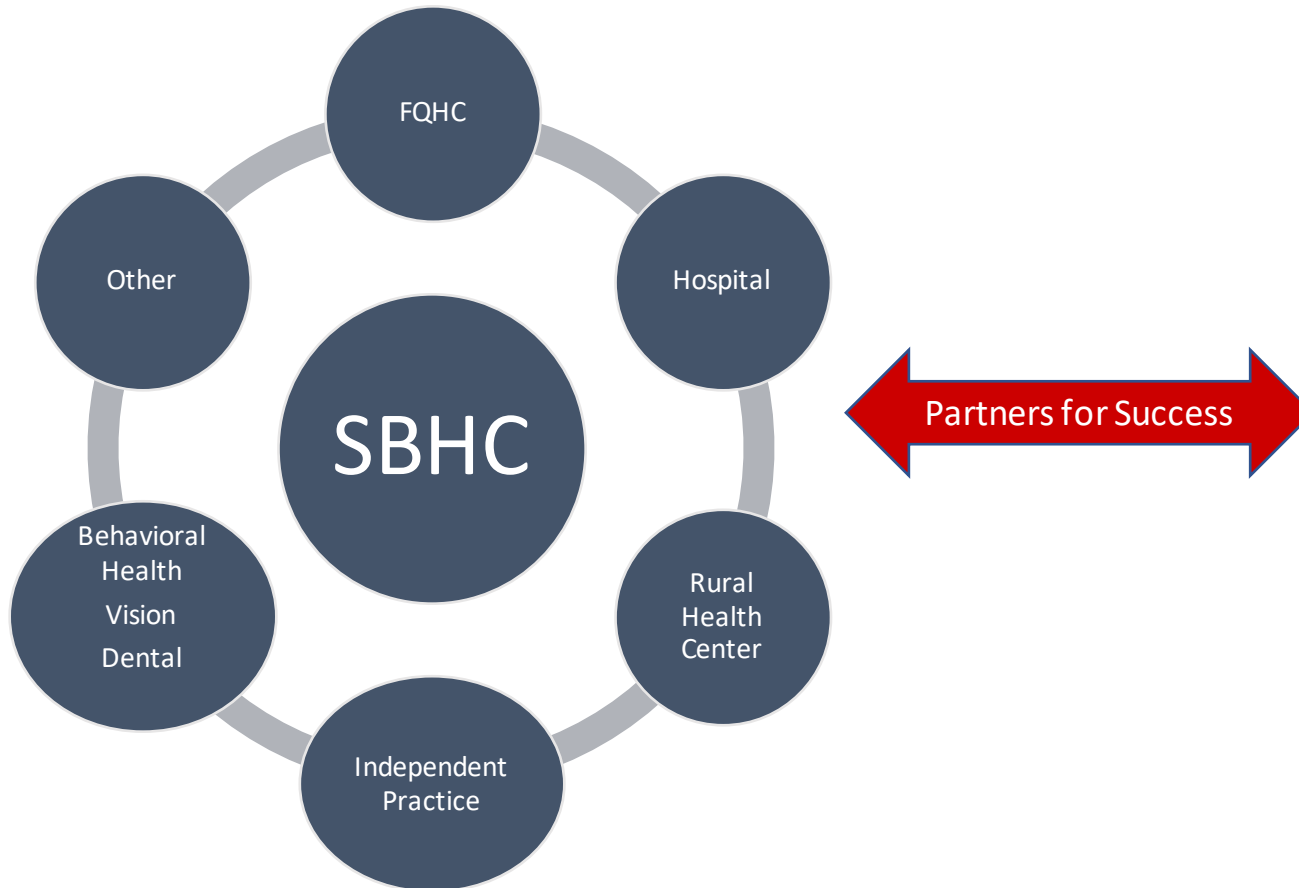 FQHC
Other
Hospital
SBHC
Partners for Success
Behavioral
Health
Vision
Dental
Rural
Health
Center
Independent
Practice